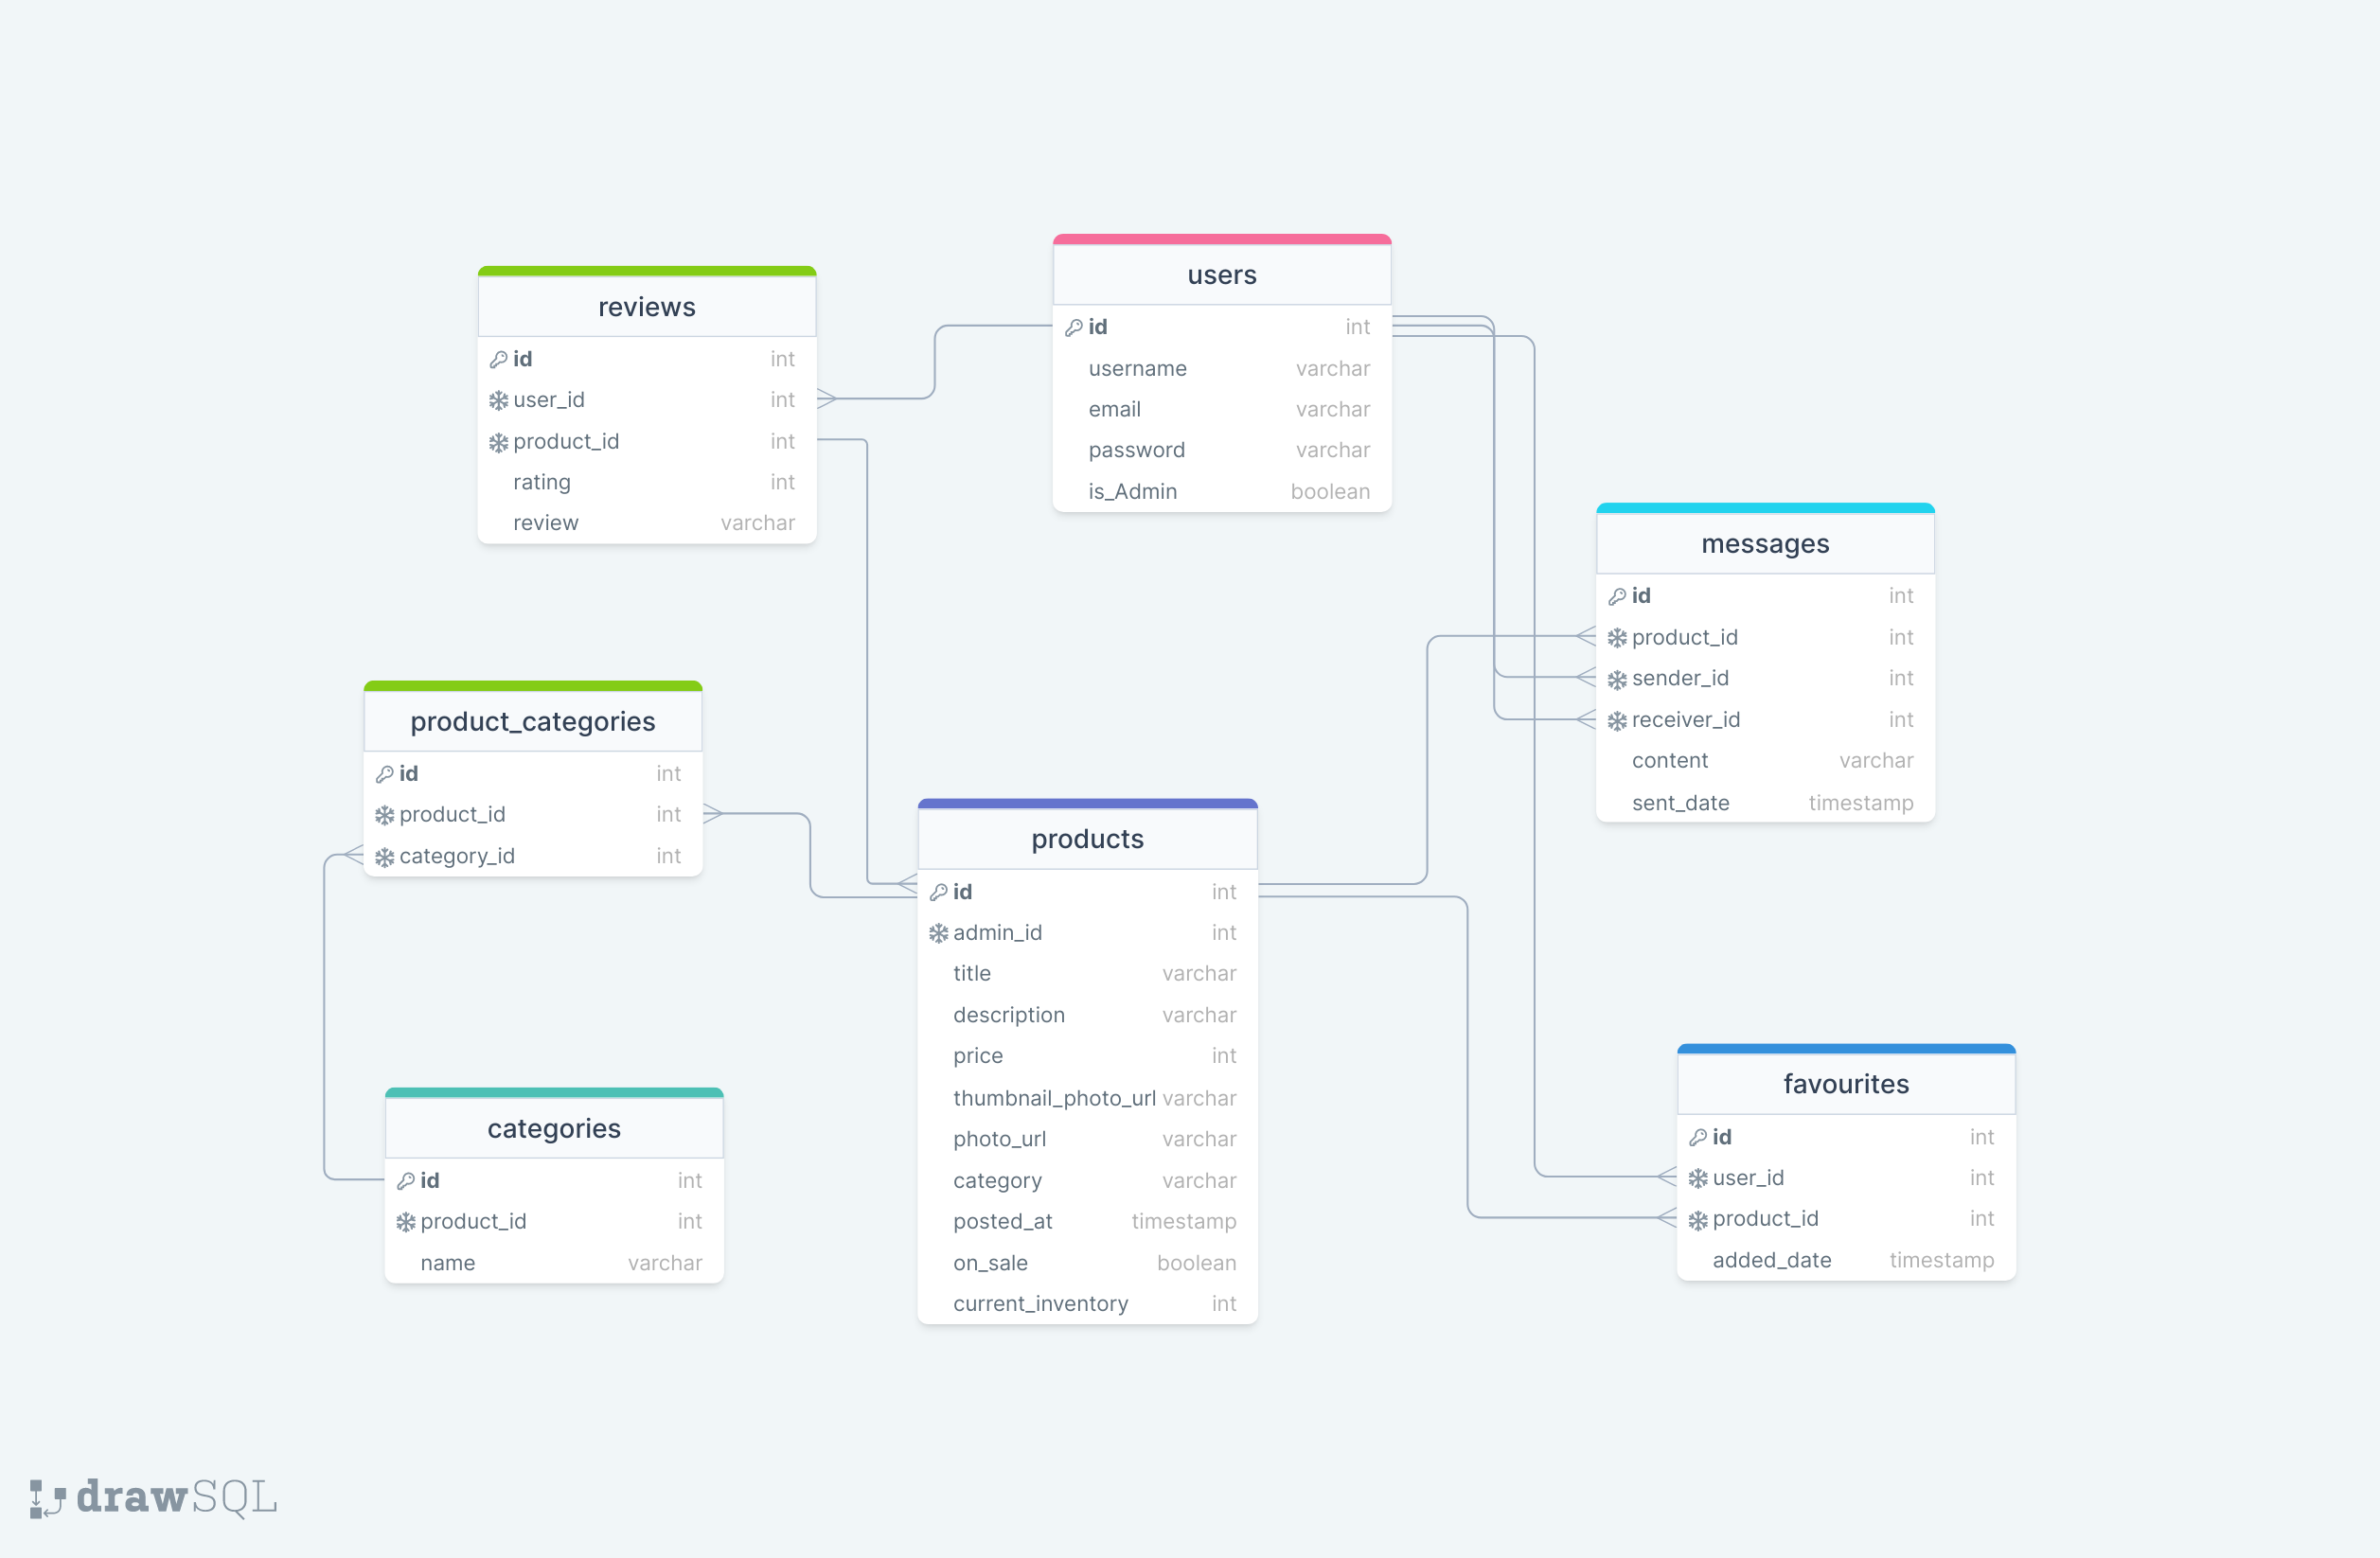 users
id int
username varchar
email varchar
password varchar
is_Admin boolean
reviews
id int
user_id int
product_id int
rating int
review varchar
messages
id int
product_id int
sender_id int
receiver_id int
content varchar
sent_date timestamp
product_categories
id int
product_id int
category_id int
products
id int
admin_id int
title varchar
description varchar
price int
thumbnail_photo_url varchar
photo_url varchar
category varchar
posted_at timestamp
on_sale boolean
current_inventory int
favourites
id int
user_id int
product_id int
added_date timestamp
categories
id int
product_id int
name varchar
drawSQL